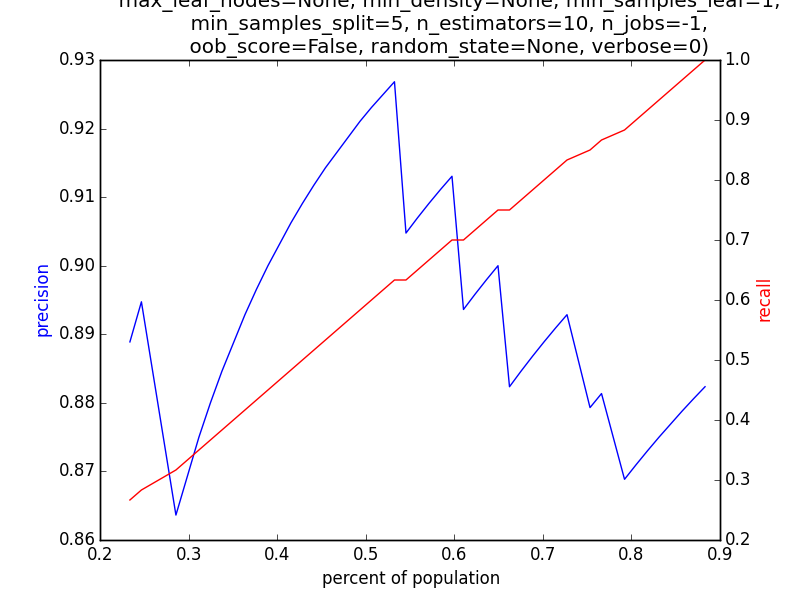 max_leaf_nodes=None, min_density=None, min_samples_leaf=1,
min_samples_split=5, n_estimators=10, n_jobs=-1,
oob_score=False, random_state=None, verbose=0)
0.93
0.92
0.91
0.90
0.89
0.88
0.87
0.86
precision
1.0
0.9
0.8
0.7
0.6
0.5
0.4
0.3
0.2
recall
0.2 0.3 0.4 0.5 0.6 0.7 0.8 0.9
percent of population